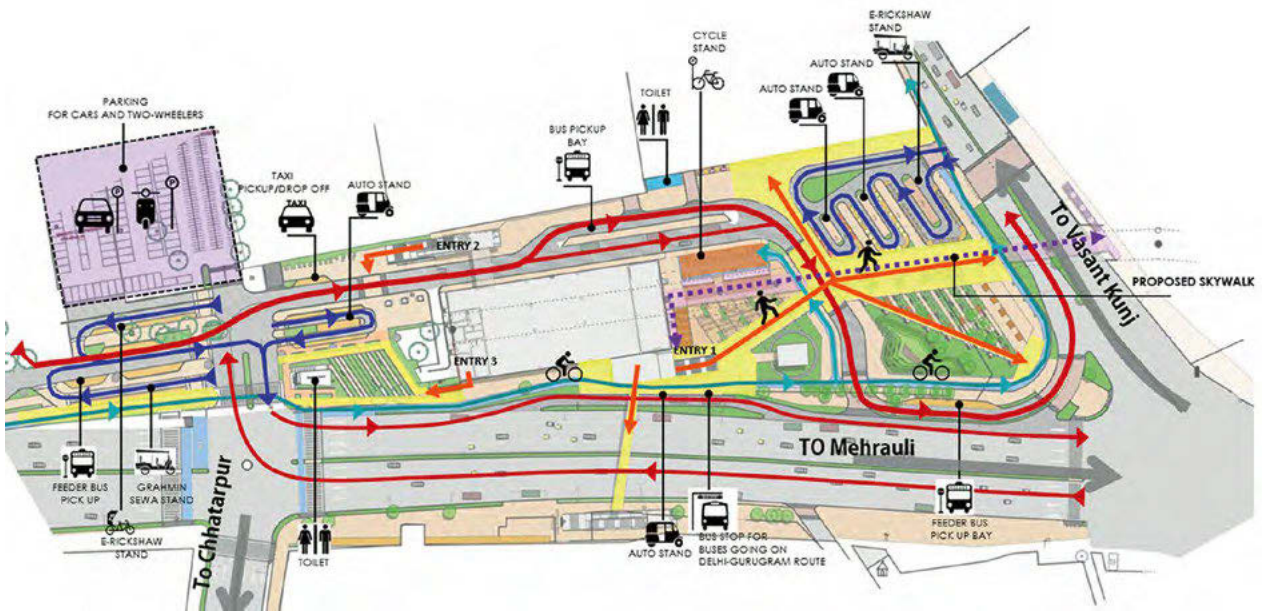 E-RICKSHAW
STAND
CYCLE
STAND
AUTO STAND
AUTO STAND
TOILET
PARKING
FOR CARS AND TWO-WHEELERS
BUS PICKUP
BAY
TAXI
PICKUP/DROP OFF
TAXI
AUTO STAND
P
P
ENTRY 2
To Vasant Kunj
PROPOSED SKYWALK
ENTRY 1
ENTRY 3
TO Mehrauli
FEEDER BUS
PICK UP
GRAHMIN
SEWA STAND
E-RICKSHAW
STAND
To Chhatarpur
TOILET
AUTO STAND
BUS STOP FOR
BUSES GOING ON
DELHI-GURUGRAM ROUTE
FEEDER BUS
PICK UP BAY